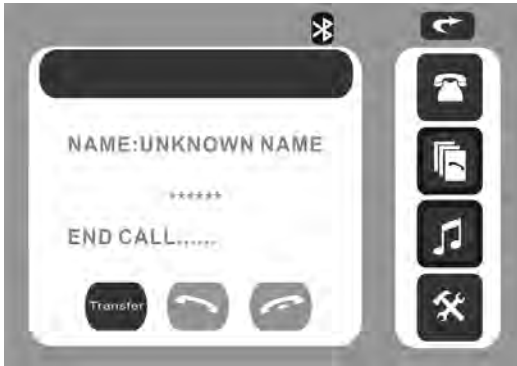 NAME:UNKNOWN NAME
******
END CALL......
Transfer